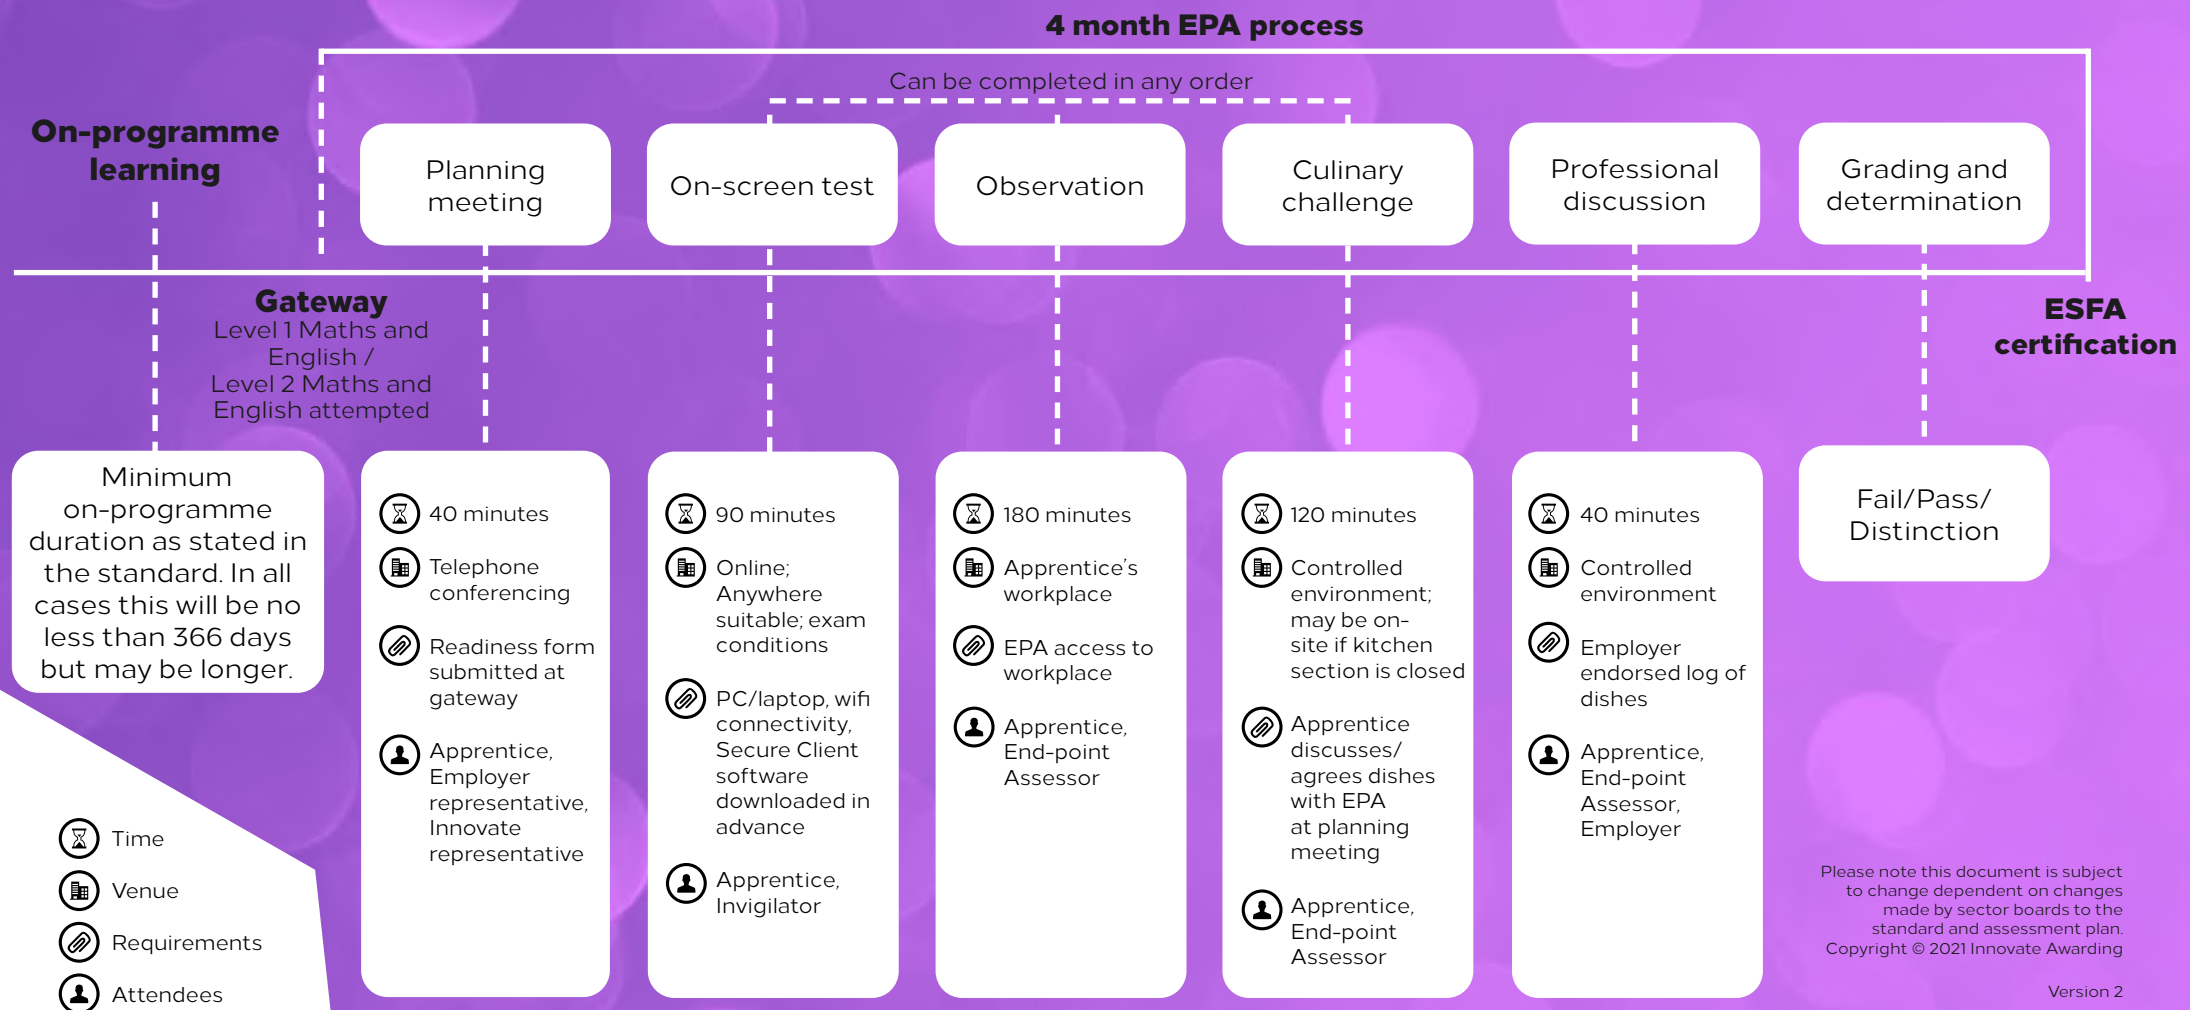 4 month EPA process
Can be completed in any order
On-programme
learning
Planning
meeting
On-screen test
Observation
Culinary
challenge
Professional
discussion
Grading and
determination
Gateway
Level 1 Maths and
English /
Level 2 Maths and
English attempted
ESFA
certification
Minimum
on-programme
duration as stated in
the standard. In all
cases this will be no
less than 366 days
but may be longer.
40 minutes
Telephone
conferencing
Readiness form
submitted at
gateway
Apprentice,
Employer
representative,
Innovate
representative
90 minutes
Online;
Anywhere
suitable; exam
conditions
PC/laptop, wifi
connectivity,
Secure Client
software
downloaded in
advance
Apprentice,
Invigilator
180 minutes
Apprentice's
workplace
EPA access to
workplace
Apprentice,
End-point
Assessor
120 minutes
Controlled
environment;
may be on-
site if kitchen
section is closed
Apprentice
discusses/
agrees dishes
with EPA
at planning
meeting
Apprentice,
End-point
Assessor
40 minutes
Controlled
environment
Employer
endorsed log of
dishes
Apprentice,
End-point
Assessor,
Employer
Fail/Pass/
Distinction
Time
Venue
Requirements
Attendees
Please note this document is subject
to change dependent on changes
made by sector boards to the
standard and assessment plan.
Copyright © 2021 Innovate Awarding
Version 2